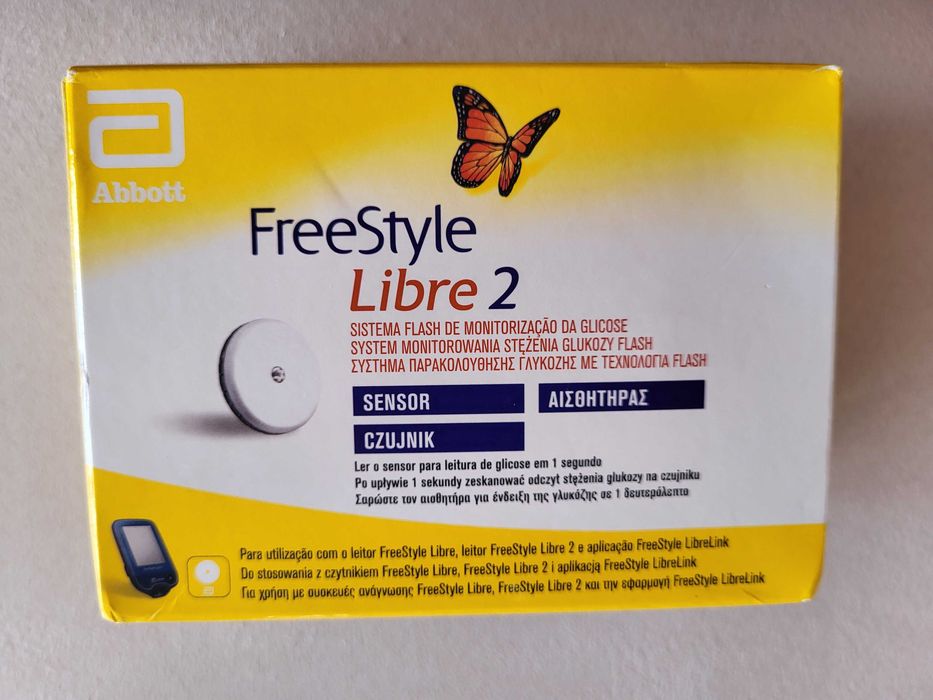 Abbott
FreeStyle
Libre 2
SISTEMA FLASH DE MONITORIZAÇÃO DA GLICOSE
SYSTEM MONITOROWANIA STĘŻENIA GLUKOZY FLASH
ΣΥΣΤΗΜΑ ΠΑΡΑΚΟΛΟΥΘΗΣΗΣ ΓΛΥΚΟΖΗΣ ΜΕ ΤΕΧΝΟΛΟΓΙΑ FLASH
SENSOR
ΑΙΣΘΗΤΗΡΑΣ
CZUJNIK
Ler o sensor para leitura de glicose em 1 segundo
Po upływie 1 sekundy zeskanować odczyt stężenia glukozy na czujniku
Σαρώστε τον αισθητήρα για ένδειξη της γλυκόζης σε 1 δευτερόλεπτο
Para utilização com o leitor FreeStyle Libre, leitor FreeStyle Libre 2 e aplicação FreeStyle LibreLink
Do stosowania z czytnikiem FreeStyle Libre, FreeStyle Libre 2 i aplikacją FreeStyle LibreLink
Για χρήση με συσκευές ανάγνωσης FreeStyle Libre, FreeStyle Libre 2 και την εφαρμογή FreeStyle LibreLink